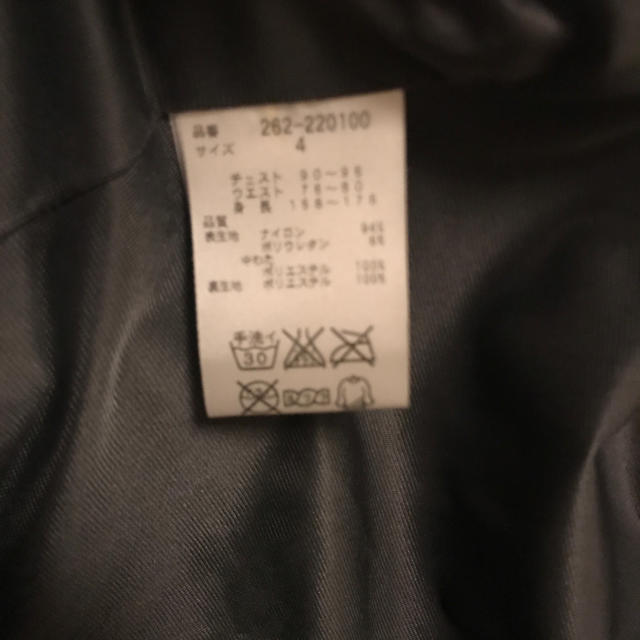 品番 262-220100
サイズ 4
チェスト 90~96
ウエスト 76~80
身長 168~176
品質
表生地 ナイロン 94%
ポリウレタン 6%
中わた
ポリエステル 100%
裏生地 ポリエステル 100%
手洗イ
30